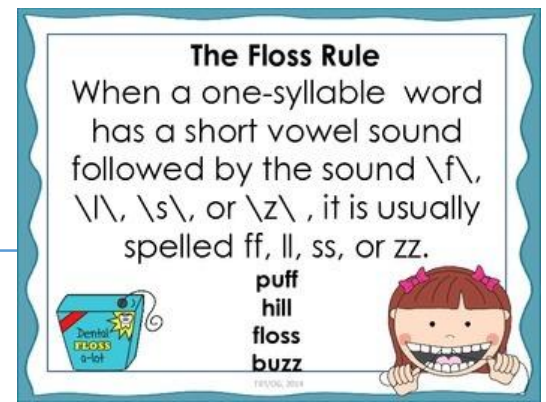 The Floss Rule
When a one-syllable word
has a short vowel sound
followed by the sound \f\,
\l\, \s\, or \z\ , it is usually
spelled ff, ll, ss, or zz.
puff
hill
floss
buzz
Dental
FLOSS
a-lot